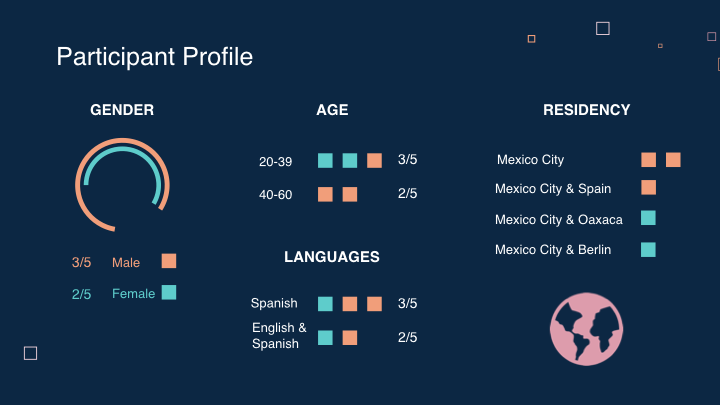 Participant Profile
GENDER
3/5 Male
2/5 Female
AGE
20-39 3/5
40-60 2/5
LANGUAGES
Spanish 3/5
English &
Spanish 2/5
RESIDENCY
Mexico City
Mexico City & Spain
Mexico City & Oaxaca
Mexico City & Berlin